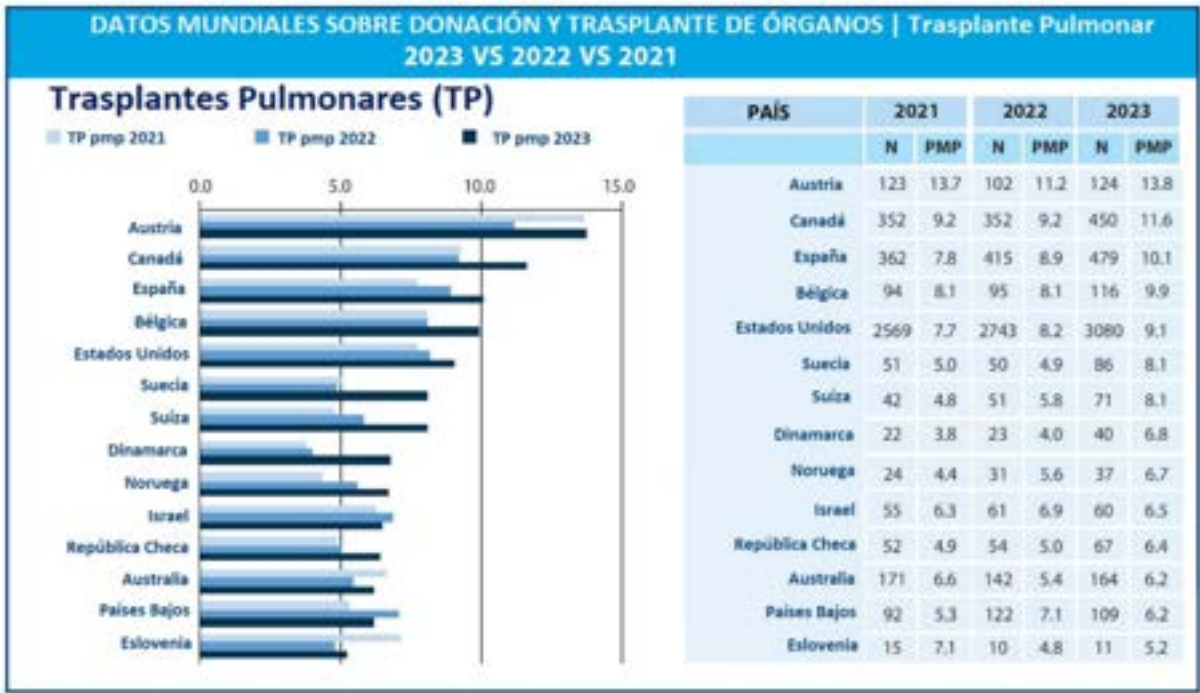 DATOS MUNDIALES SOBRE DONACIÓN Y TRASPLANTE DE ÓRGANOS | Trasplante Pulmonar
2023 VS 2022 VS 2021
Trasplantes Pulmonares (TP)
TP pmp 2021 TP pmp 2022 TP pmp 2023
0.0 5.0 10.0 15.0
Austria
Canadá
España
Bélgica
Estados Unidos
Suecia
Suiza
Dinamarca
Noruega
Israel
República Checa
Australia
Países Bajos
Eslovenia
PAÍS 2021 2022 2023
N PMP N PMP N PMP
Austria 123 13.7 102 11.2 124 13.8
Canadá 352 9.2 352 9.2 450 11.6
España 362 7.8 415 8.9 479 10.1
Bélgica 94 8.1 95 8.1 116 9.9
Estados Unidos 2569 7.7 2743 8.2 3080 9.1
Suecia 51 5.0 50 4.9 86 8.1
Suiza 42 4.8 51 5.8 71 8.1
Dinamarca 22 3.8 23 4.0 40 6.8
Noruega 24 4.4 31 5.6 37 6.7
Israel 55 6.3 61 6.9 60 6.5
República Checa 52 4.9 54 5.0 67 6.4
Australia 171 6.6 142 5.4 164 6.2
Países Bajos 92 5.3 122 7.1 109 6.2
Eslovenia 15 7.1 10 4.8 11 5.2